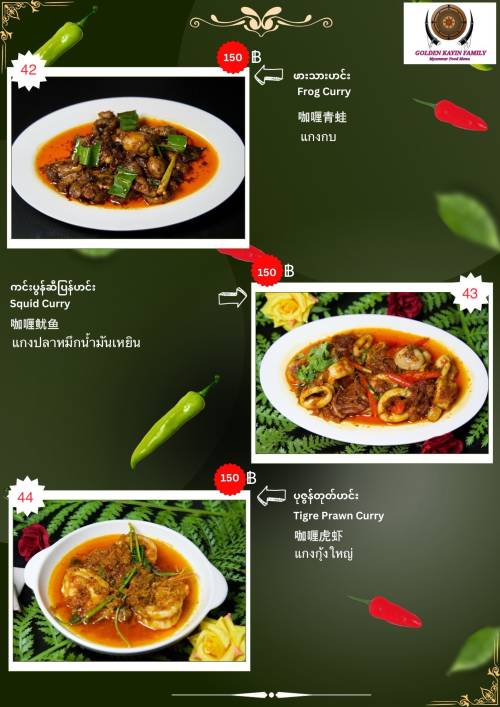 GOLDEN KAYIN FAMILY
Myanmar Food Menu
42
150 ฿
ဖားသားဟင်း
Frog Curry
咖喱青蛙
แกงกบ
150 ฿
43
ကင်းပွန်ဆီပြန်ဟင်း
Squid Curry
咖喱魷鱼
แกงปลาหมึกน้ำมันเหยิน
44
150 ฿
ပုဇွန်တုတ်ဟင်း
Tigre Prawn Curry
咖喱虎虾
แกงกุ้งใหญ่